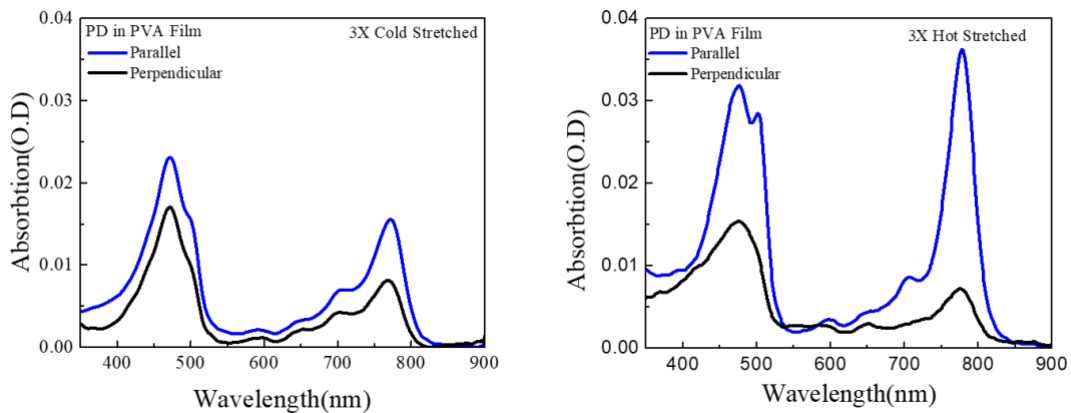 0.04
0.03
0.02
0.01
0.00
Absorbtion(O.D)
PD in PVA Film
Parallel
Perpendicular
3X Cold Stretched
400 500 600 700 800 900
Wavelength(nm)
0.04
0.03
0.02
0.01
0.00
Absorbtion(O.D)
PD in PVA Film
Parallel
Perpendicular
3X Hot Stretched
400 500 600 700 800 900
Wavelength(nm)